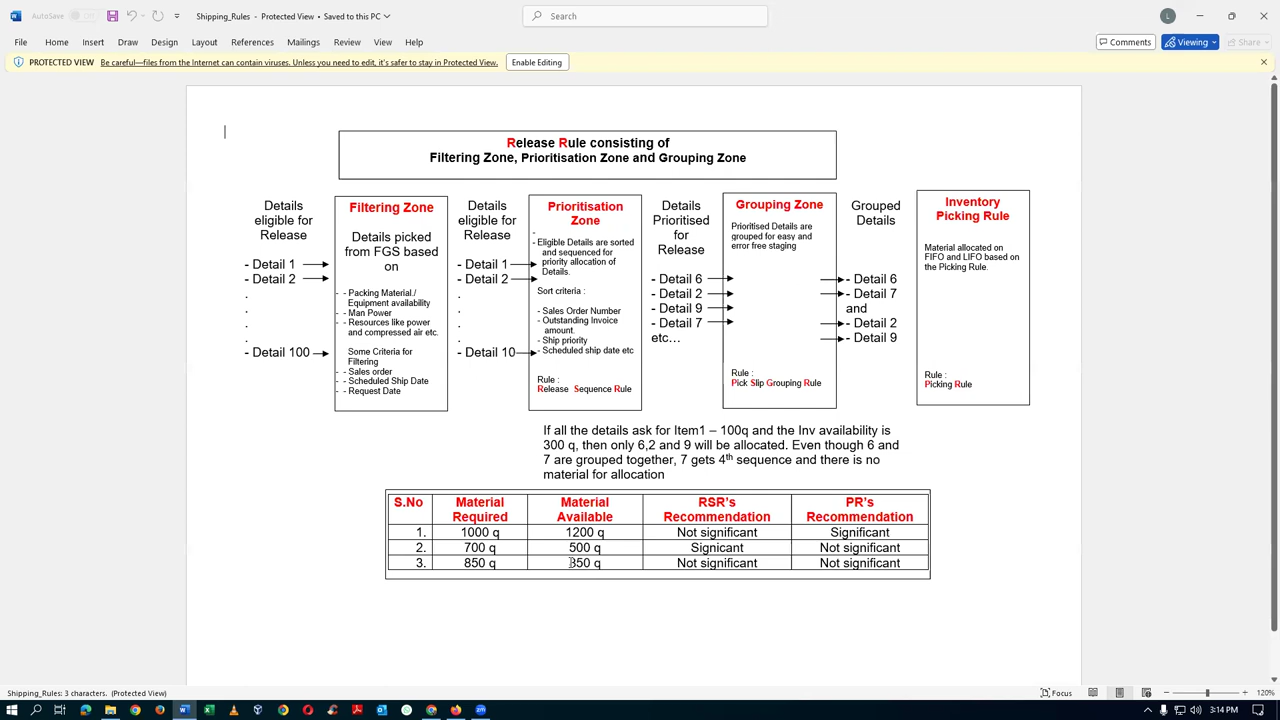 AutoSave
Off
Shipping_Rules - Protected View • Saved to this PC
Search
L
File Home Insert Draw Design Layout References Mailings Review View Help
Comments Viewing Share
PROTECTED VIEW Be careful—files from the Internet can contain viruses. Unless you need to edit, it's safer to stay in Protected View. Enable Editing
Release Rule consisting of
Filtering Zone, Prioritisation Zone and Grouping Zone
Details
eligible for
Release
- Detail 1
- Detail 2
.
.
.
.
- Detail 100
Filtering Zone
Details picked
from FGS based
on
- - Packing Material./
Equipment availability
- - Man Power
- - Resources like power
and compressed air etc.
Some Criteria for
Filtering
- - Sales order
- - Scheduled Ship Date
- - Request Date
Details
eligible for
Release
- Detail 1
- Detail 2
.
.
.
.
- Detail 10
Prioritisation
Zone
-
- Eligible Details are sorted
and sequenced for
priority allocation of
Details.
Sort criteria :
- Sales Order Number
- Outstanding Invoice
amount.
- Ship priority
- Scheduled ship date etc
Rule :
Release Sequence Rule
Details
Prioritised
for
Release
- Detail 6
- Detail 2
- Detail 9
- Detail 7
etc…
Grouping Zone
Prioritised Details are
grouped for easy and
error free staging
Rule :
Pick Slip Grouping Rule
Grouped
Details
- Detail 6
- Detail 7
and
- Detail 2
- Detail 9
Inventory
Picking Rule
Material allocated on
FIFO and LIFO based on
the Picking Rule.
Rule :
Picking Rule
If all the details ask for Item1 – 100q and the Inv availability is
300 q, then only 6,2 and 9 will be allocated. Even though 6 and
7 are grouped together, 7 gets 4th sequence and there is no
material for allocation
S.No Material Required Material Available RSR's Recommendation PR's Recommendation
1. 1000 q 1200 q Not significant Significant
2. 700 q 500 q Signicant Not significant
3. 850 q 850 q Not significant Not significant
Shipping_Rules: 3 characters. (Protected View)
Focus
120%
3:14 PM